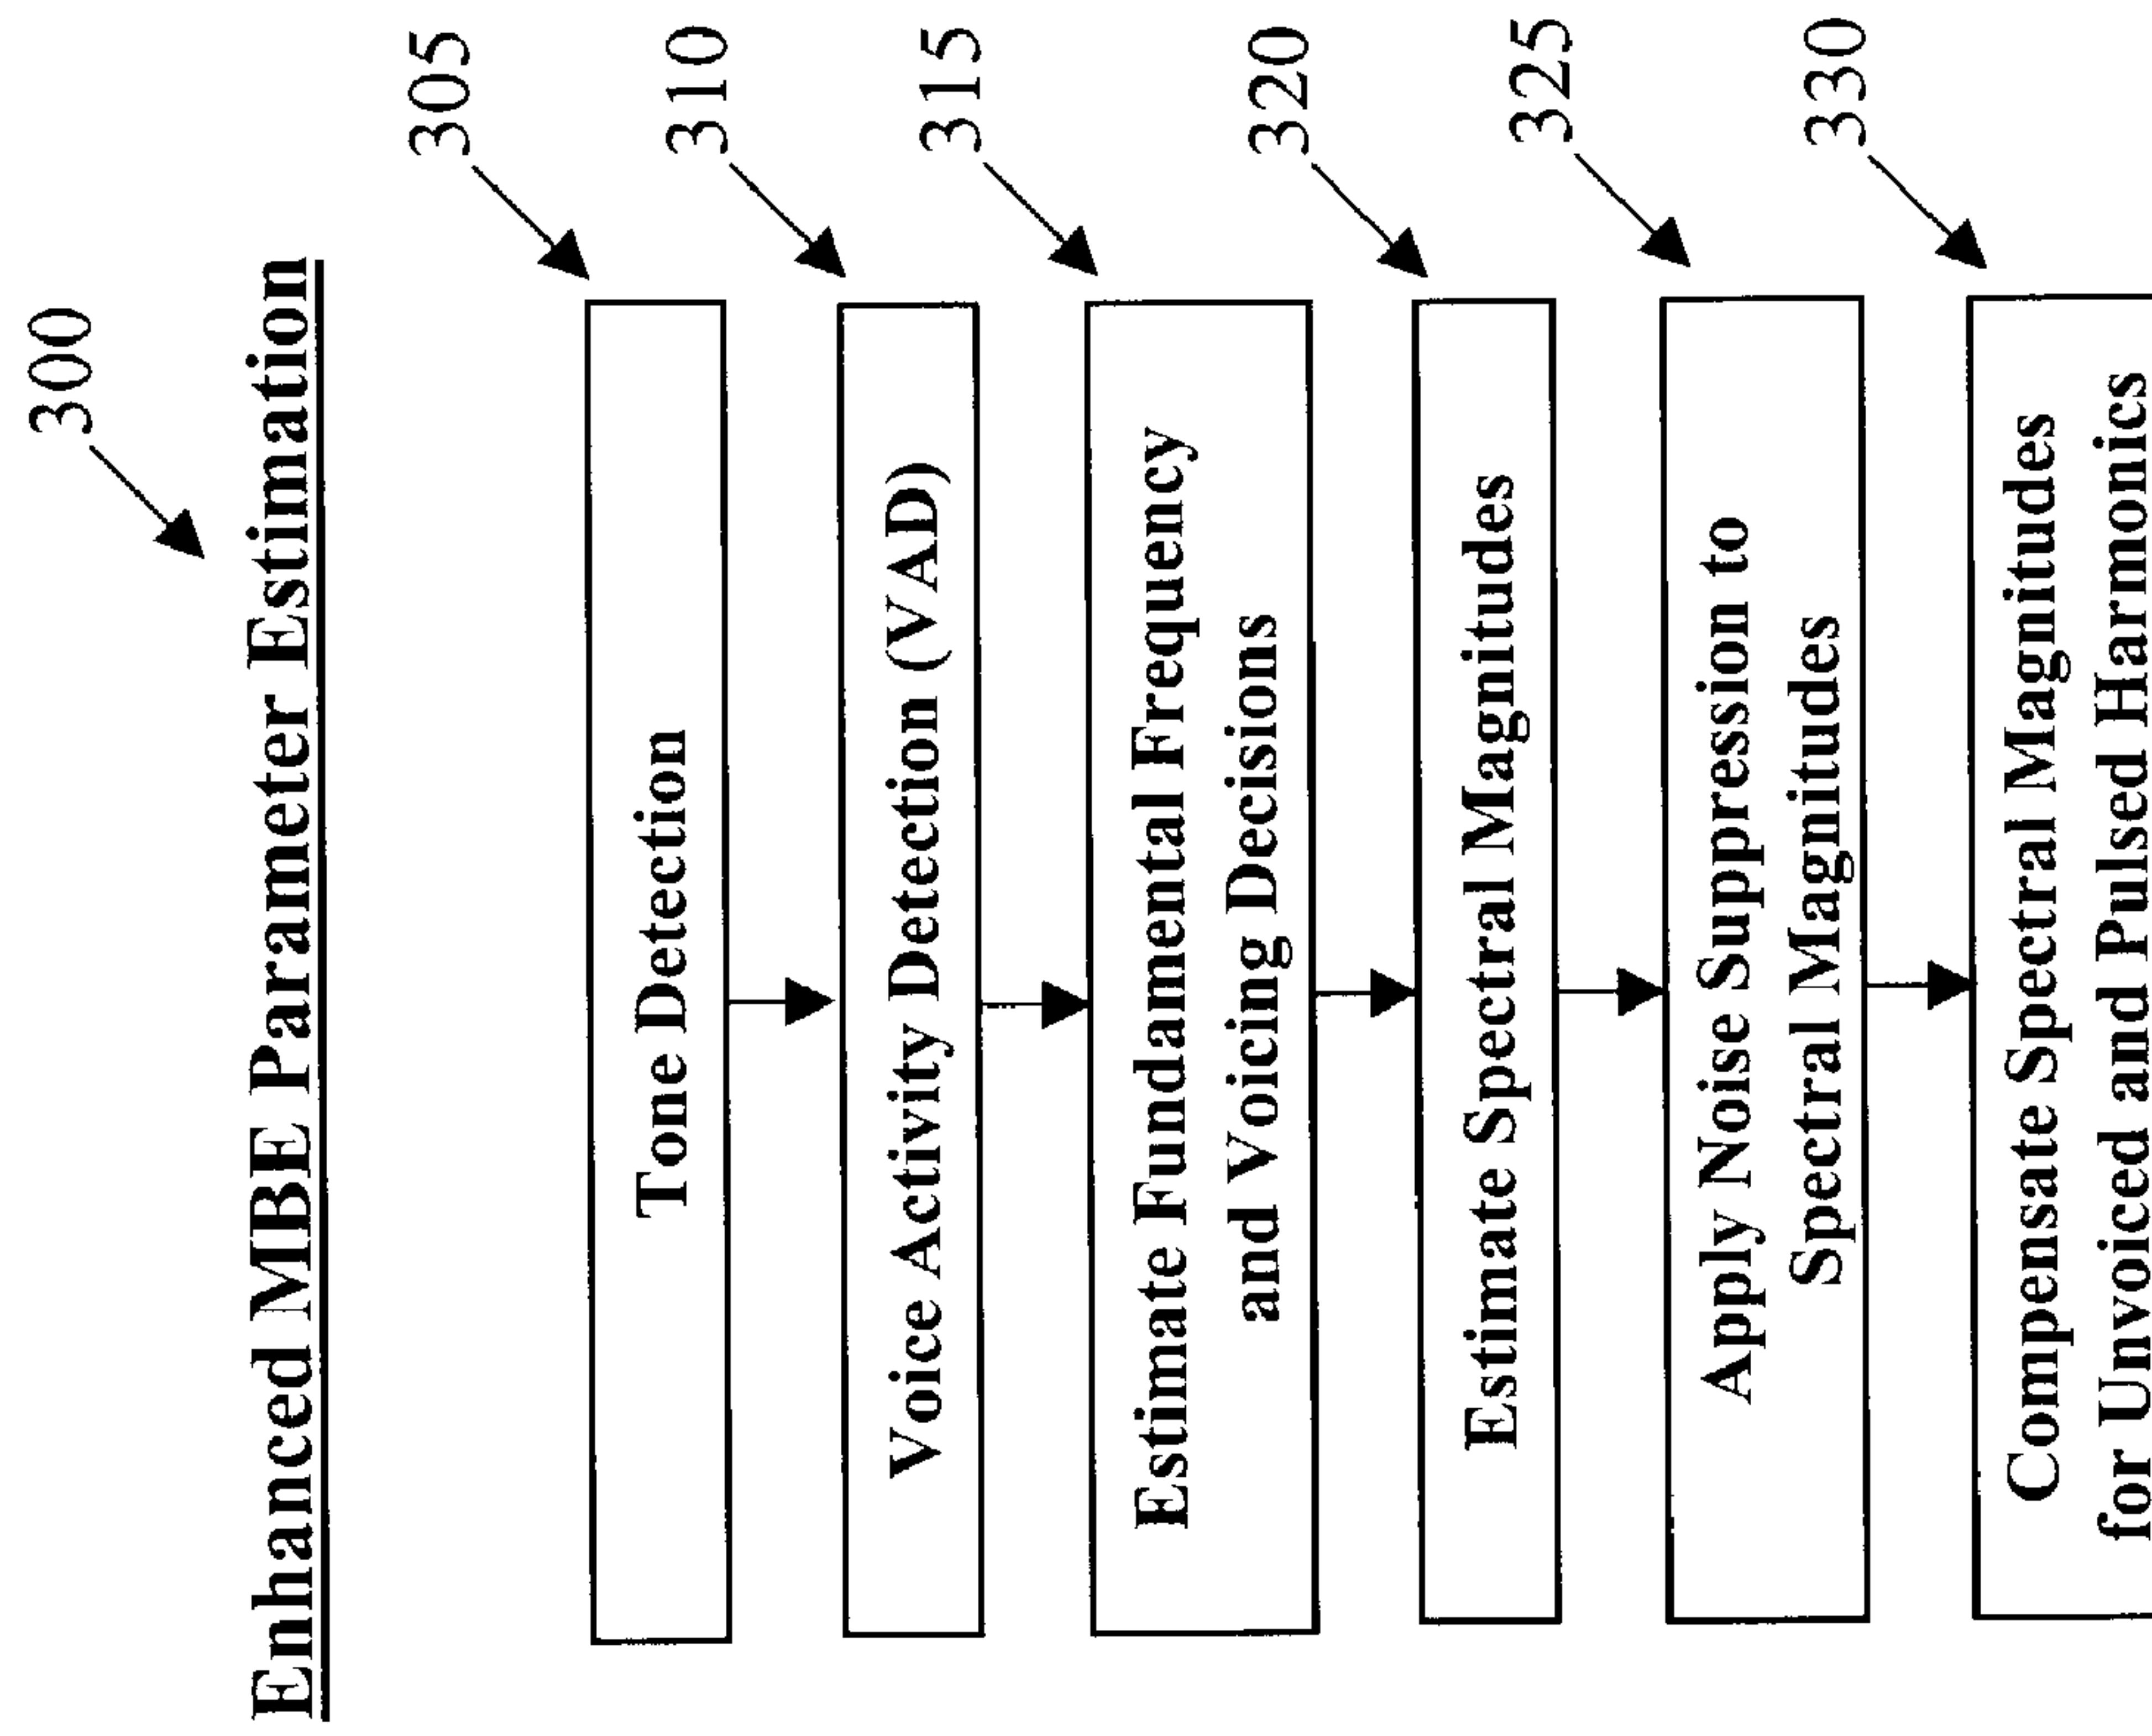 300
Enhanced MBE Parameter Estimation
305
Tone Detection
310
Voice Activity Detection (VAD)
315
Estimate Fundamental Frequency
and Voicing Decisions
320
Estimate Spectral Magnitudes
325
Apply Noise Suppression to
Spectral Magnitudes
330
Compensate Spectral Magnitudes
for Unvoiced and Pulsed Harmonics